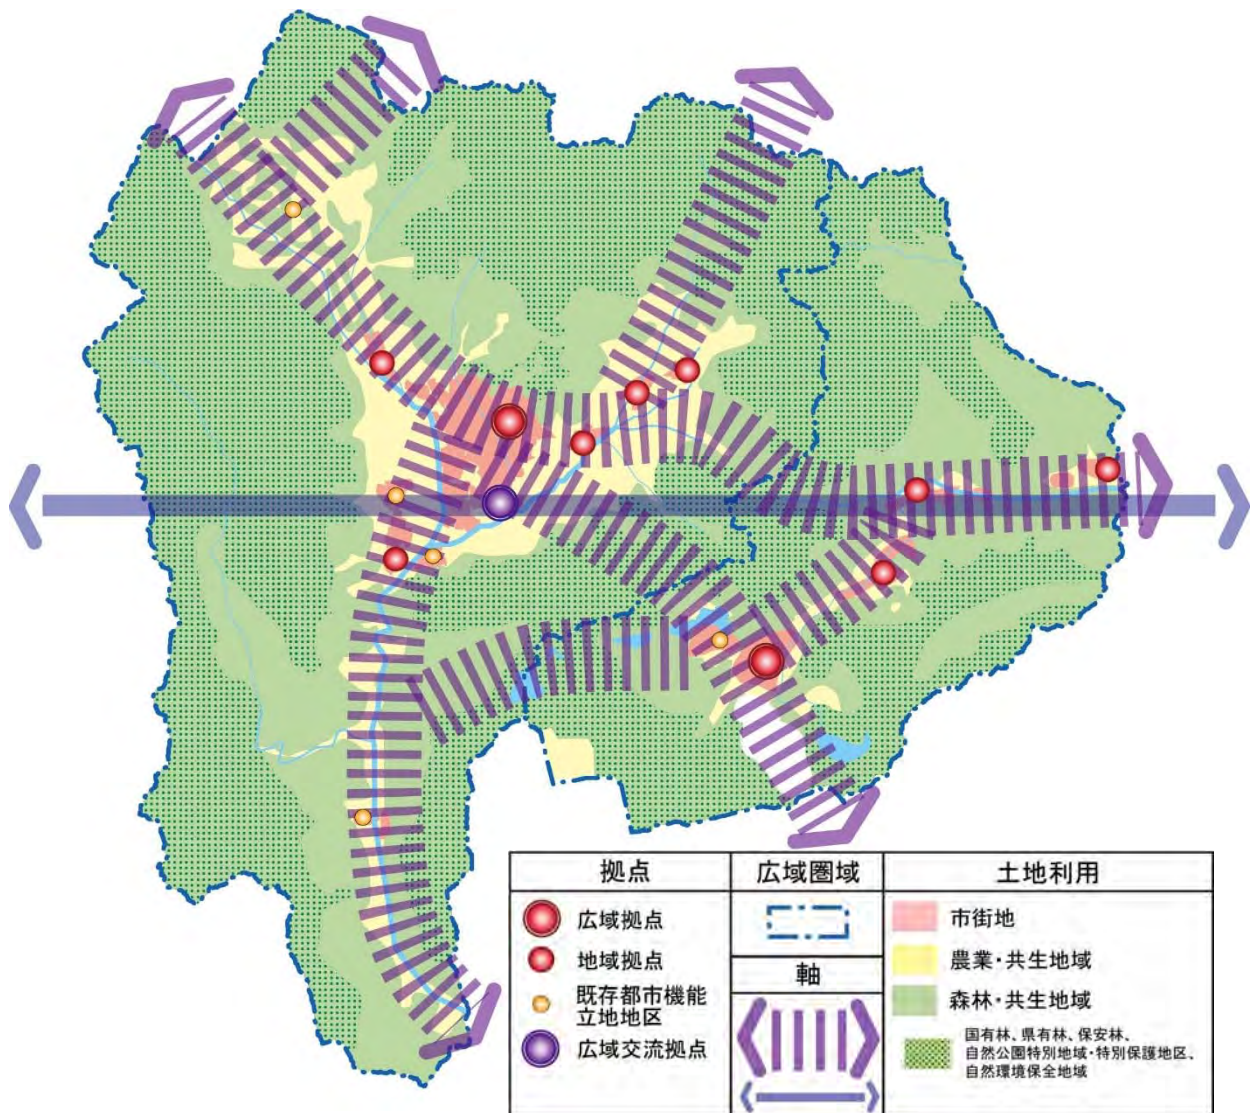 拠点
広域拠点
地域拠点
既存都市機能
立地地区
広域交流拠点
広域圏域
軸
土地利用
市街地
農業・共生地域
森林・共生地域
国有林、県有林、保安林、
自然公園特別地域・特別保護地区、
自然環境保全地域